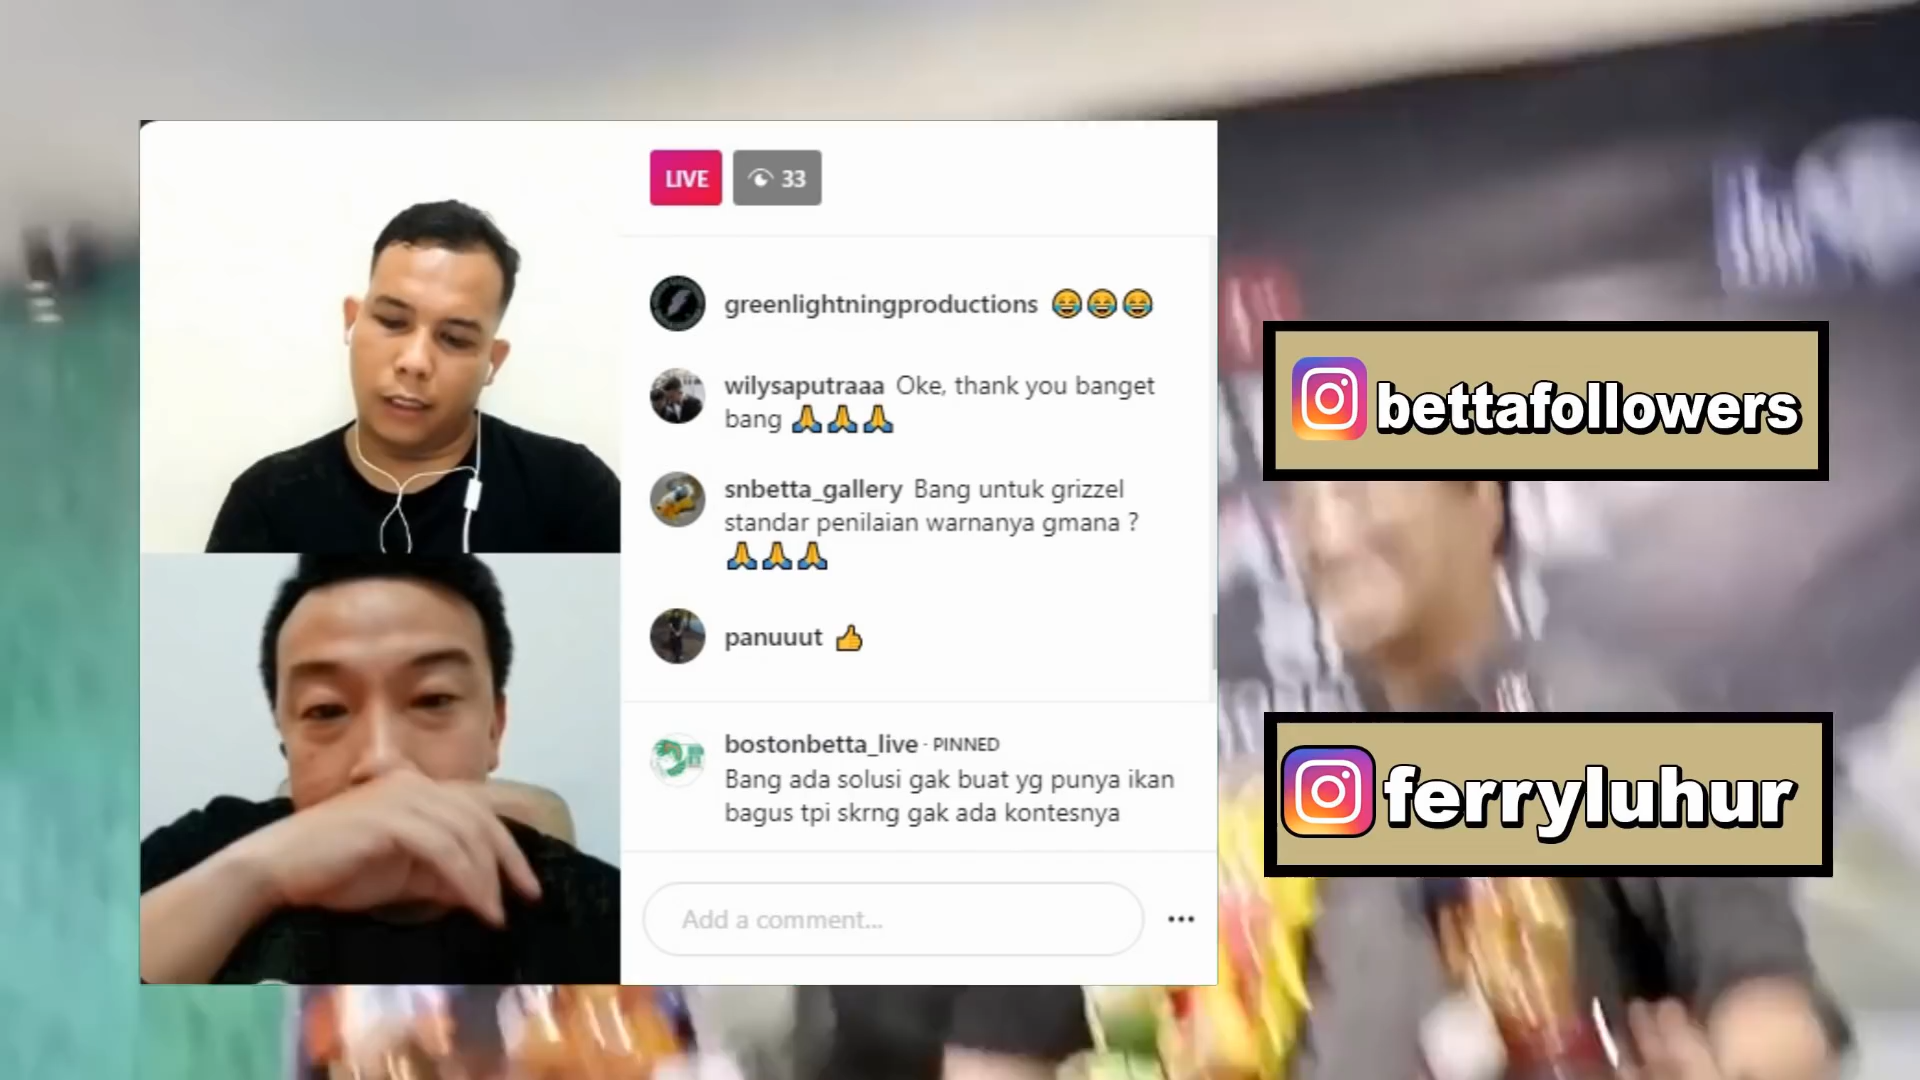 LIVE 33
greenlightningproductions 😂😂😂
wilysaputraaa Oke, thank you banget
bang 🙏🙏🙏
snbetta_gallery Bang untuk grizzel
standar penilaian warnanya gmana ?
🙏🙏🙏
panuuut 👍
bostonbetta_live · PINNED
Bang ada solusi gak buat yg punya ikan
bagus tpi skrng gak ada kontesnya
Add a comment...
bettafollowers
ferryluhur